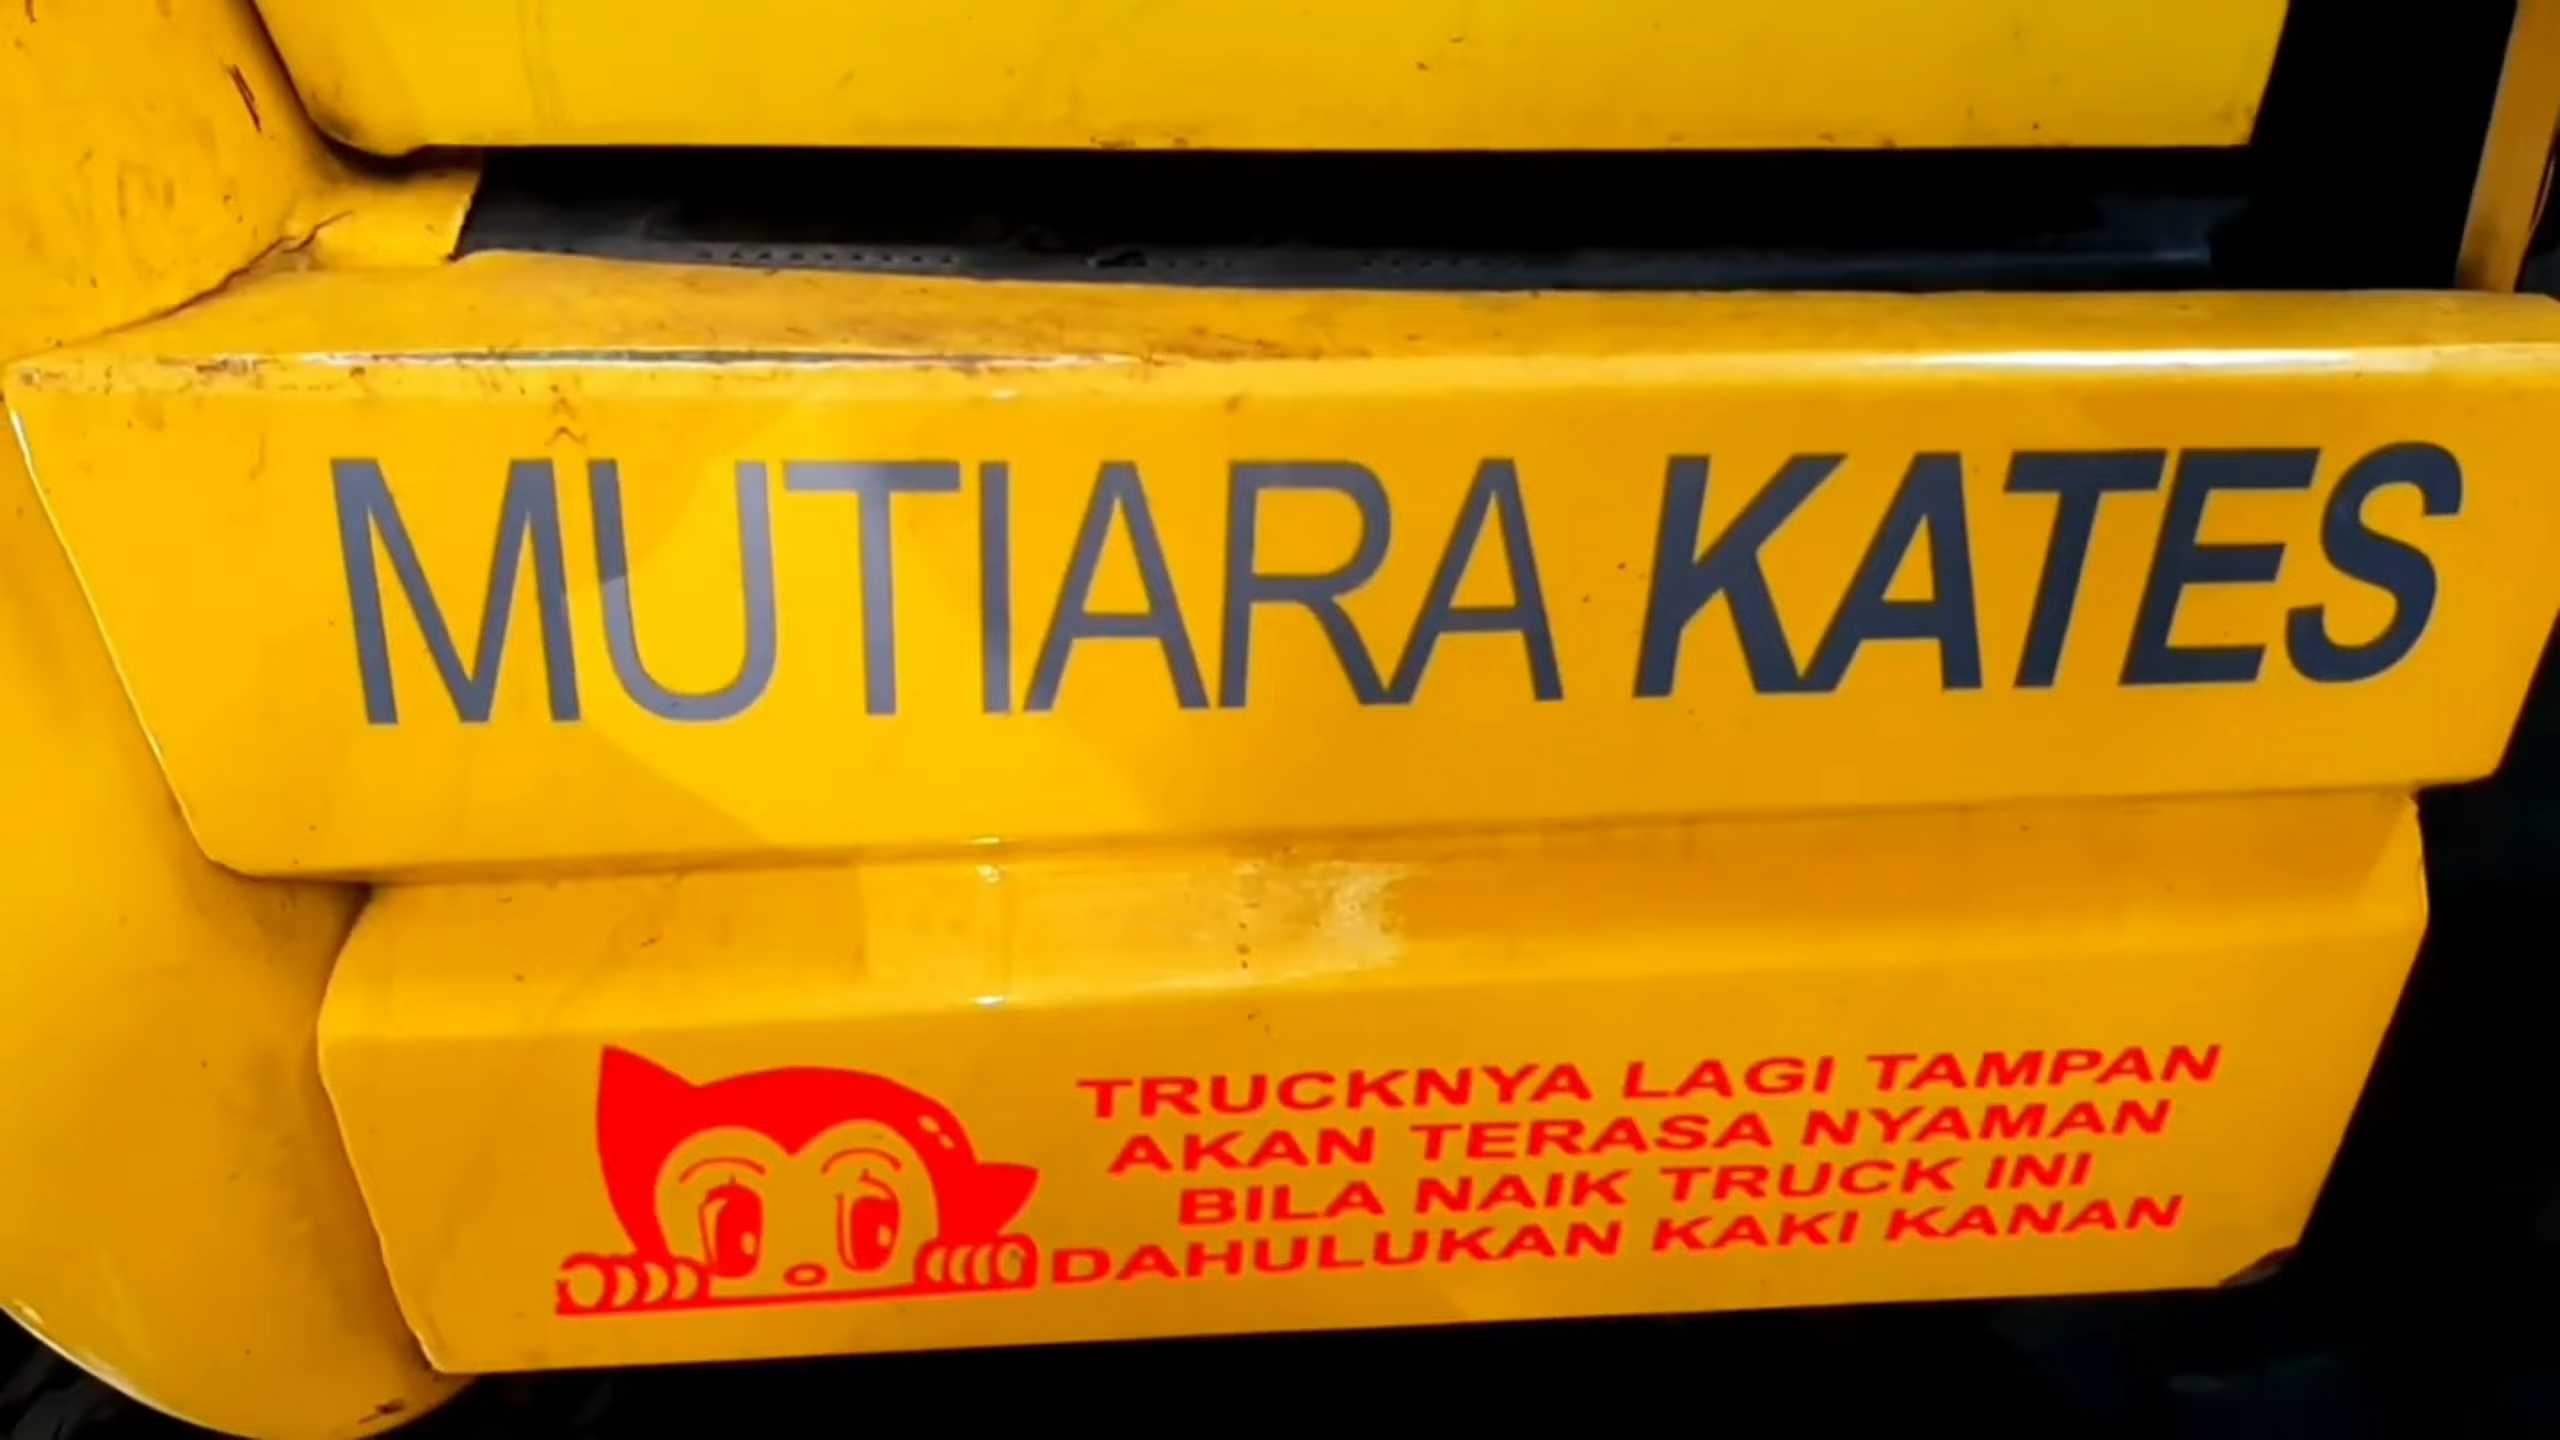 MUTIARA KATES
TRUCKNYA LAGI TAMPAN
AKAN TERASA NYAMAN
BILA NAIK TRUCK INI
DAHULUKAN KAKI KANAN